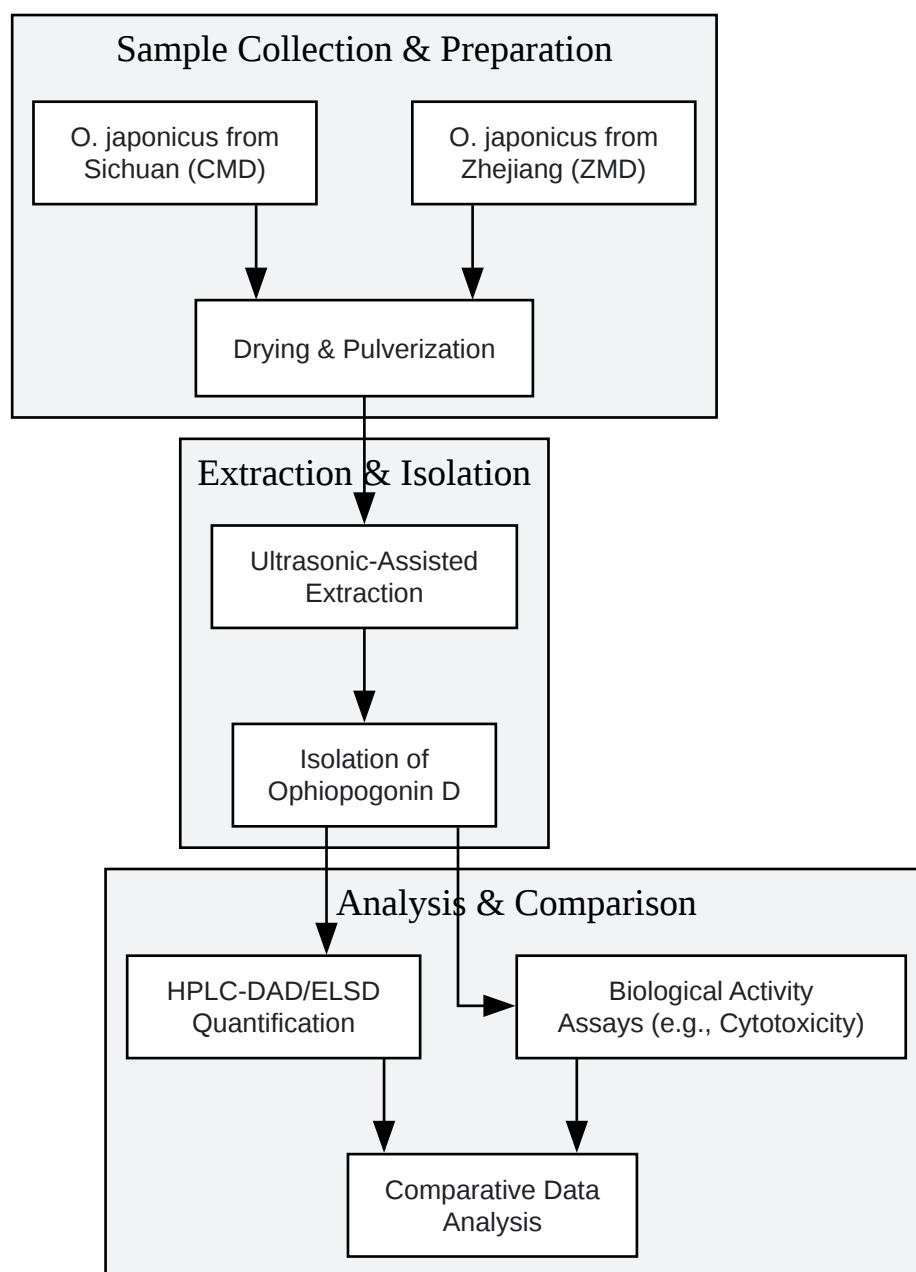 Sample Collection & Preparation
O. japonicus from
Sichuan (CMD)
O. japonicus from
Zhejiang (ZMD)
Drying & Pulverization
Extraction & Isolation
Ultrasonic-Assisted
Extraction
Isolation of
Ophiopogonin D
Analysis & Comparison
HPLC-DAD/ELSD
Quantification
Biological Activity
Assays (e.g., Cytotoxicity)
Comparative Data
Analysis